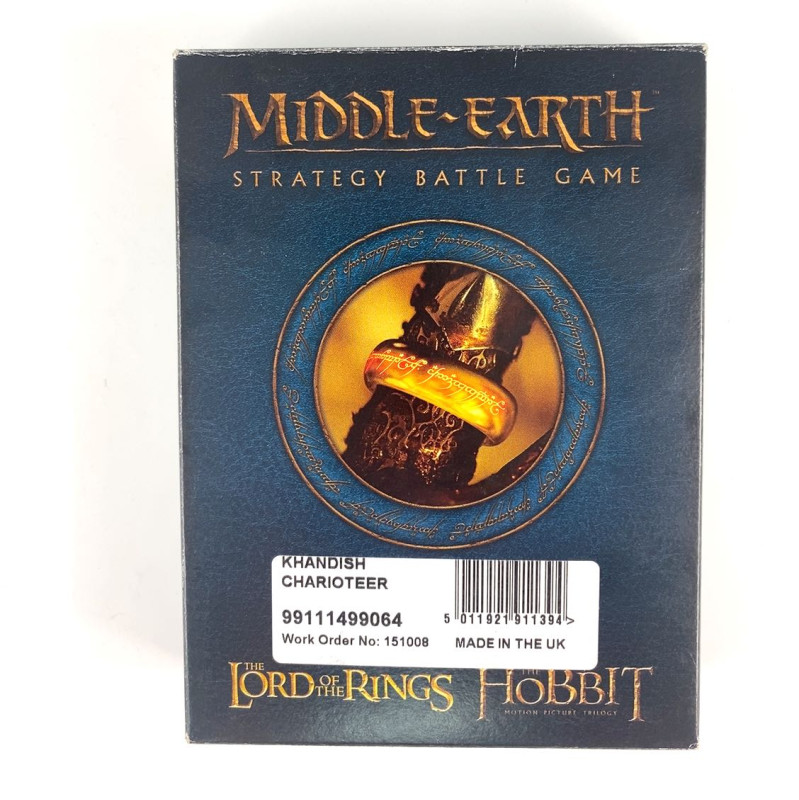 MIDDLE-EARTH™
STRATEGY BATTLE GAME
KHANDISH
CHARIOTEER
99111499064
5 011921 911394 >
Work Order No: 151008 MADE IN THE UK
THE LORD OF THE RINGS
THE HOBBIT
MOTION PICTURE TRILOGY